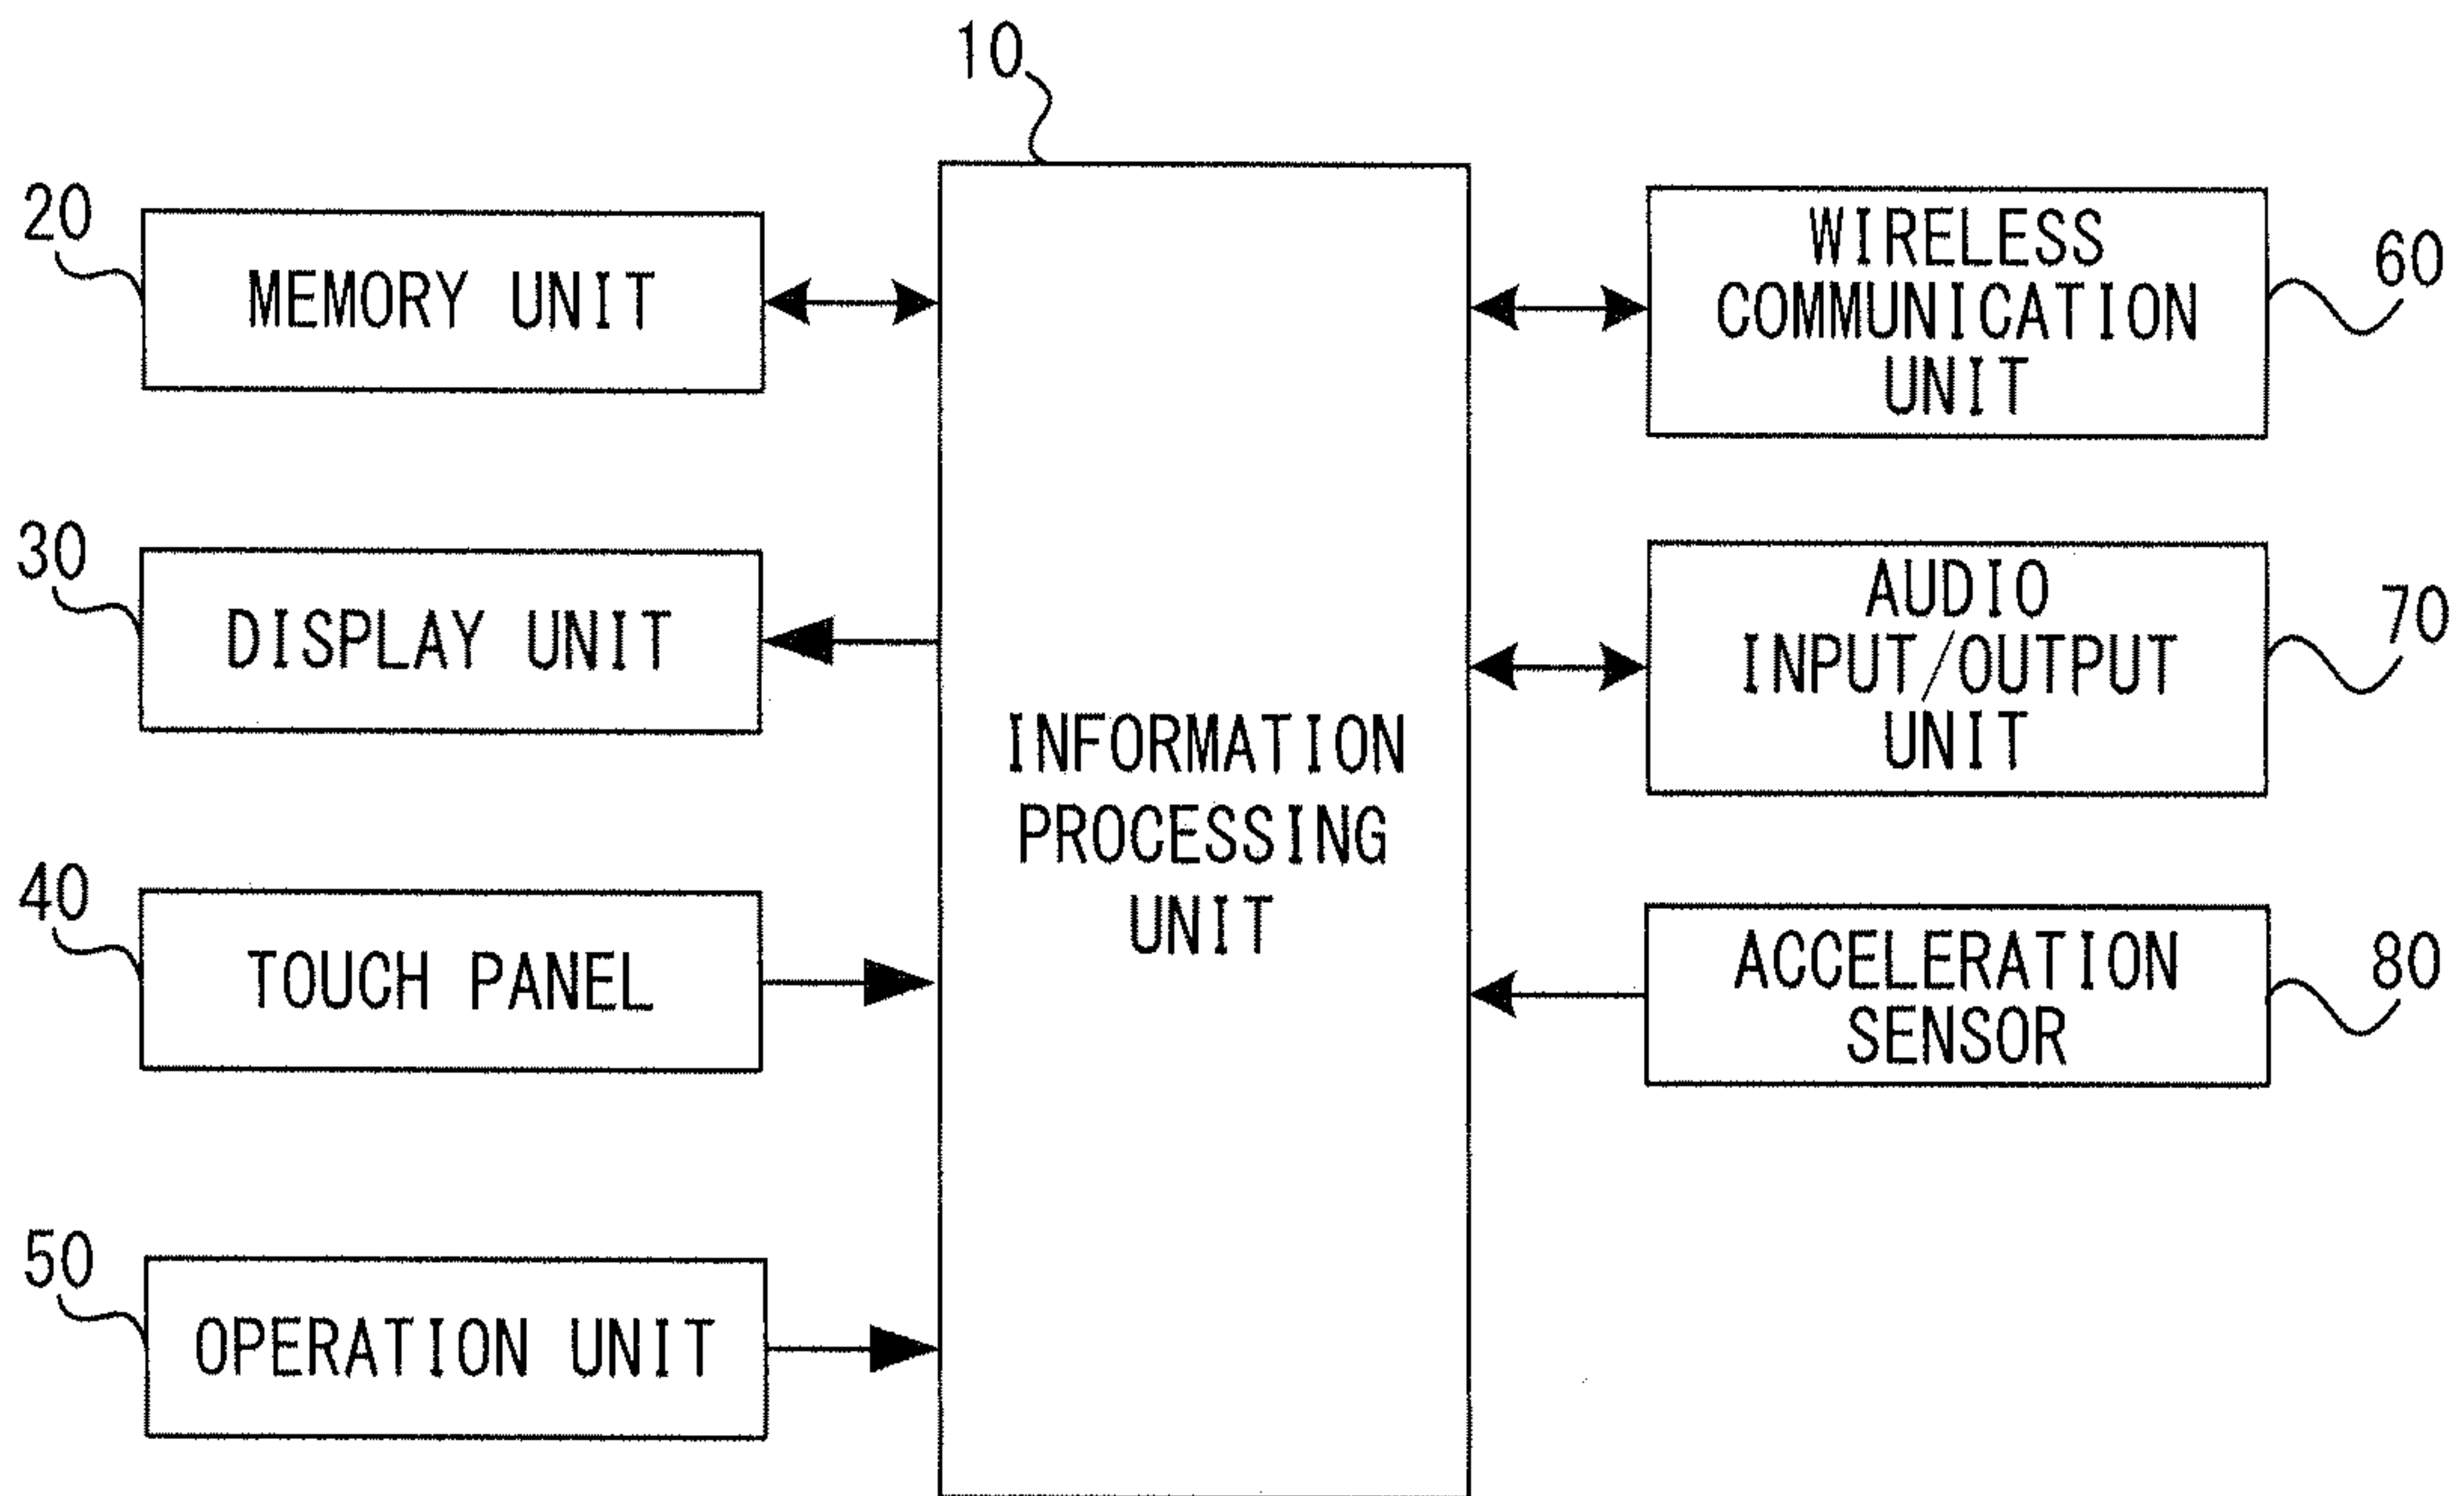 10
20
MEMORY UNIT
30
DISPLAY UNIT
40
TOUCH PANEL
50
OPERATION UNIT
INFORMATION
PROCESSING
UNIT
WIRELESS
COMMUNICATION
UNIT
60
AUDIO
INPUT/OUTPUT
UNIT
70
ACCELERATION
SENSOR
80